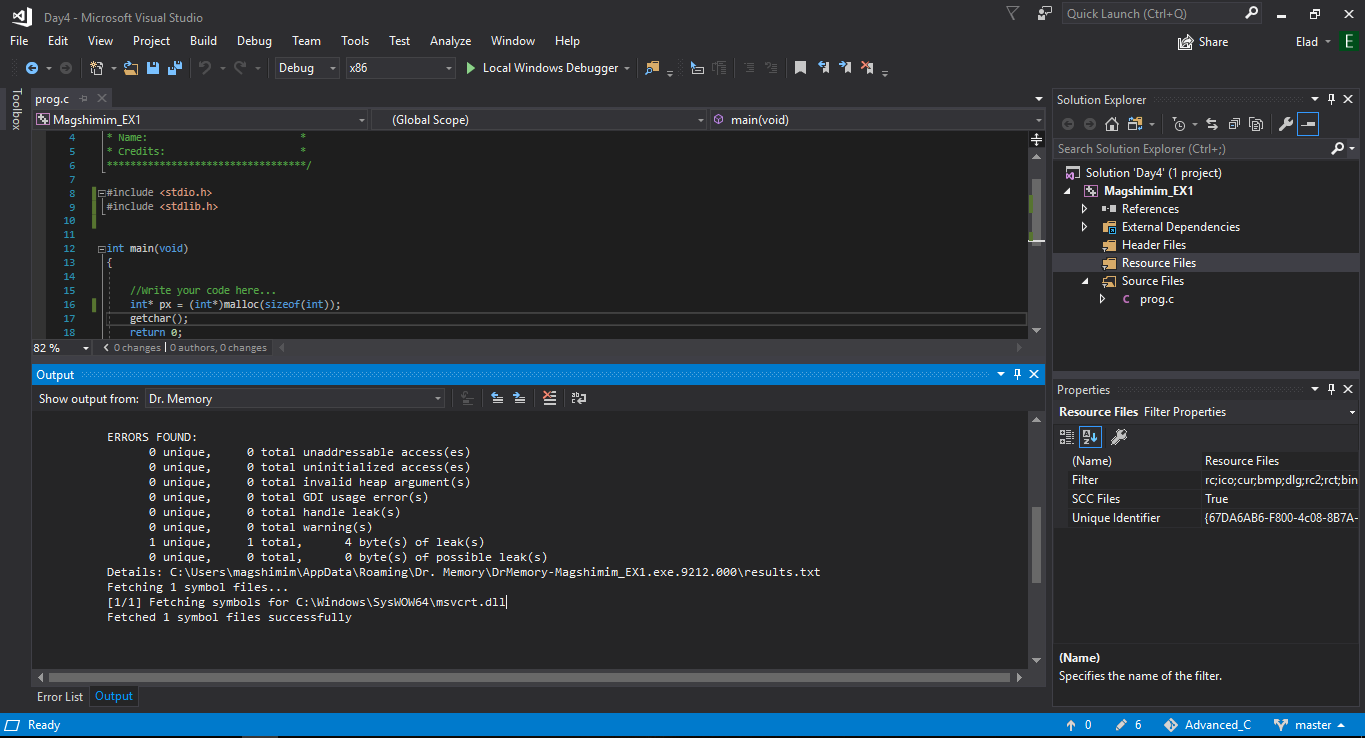 Day4 - Microsoft Visual Studio
Quick Launch (Ctrl+Q)
File Edit View Project Build Debug Team Tools Test Analyze Window Help
Share
Elad
E
Debug
x86
Local Windows Debugger
Toolbox
prog.c
Magshimim_EX1
(Global Scope)
main(void)
4 * Name: *
5 * Credits: *
6 **********************************/
7
8 #include <stdio.h>
9 #include <stdlib.h>
10
11
12 int main(void)
13 {
14
15 //Write your code here...
16 int* px = (int*)malloc(sizeof(int));
17 getchar();
18 return 0;
82 %
0 changes | 0 authors, 0 changes
Output
Show output from: Dr. Memory
ERRORS FOUND:
0 unique, 0 total unaddressable access(es)
0 unique, 0 total uninitialized access(es)
0 unique, 0 total invalid heap argument(s)
0 unique, 0 total GDI usage error(s)
0 unique, 0 total handle leak(s)
0 unique, 0 total warning(s)
1 unique, 1 total, 4 byte(s) of leak(s)
0 unique, 0 total, 0 byte(s) of possible leak(s)
Details: C:\Users\magshimim\AppData\Roaming\Dr. Memory\DrMemory-Magshimim_EX1.exe.9212.000\results.txt
Fetching 1 symbol files...
[1/1] Fetching symbols for C:\Windows\SysWOW64\msvcrt.dll
Fetched 1 symbol files successfully
Error List
Output
Solution Explorer
Search Solution Explorer (Ctrl+;)
Solution 'Day4' (1 project)
Magshimim_EX1
References
External Dependencies
Header Files
Resource Files
Source Files
C prog.c
Properties
Resource Files Filter Properties
(Name) Resource Files
Filter rc;ico;cur;bmp;dlg;rc2;rct;bin
SCC Files True
Unique Identifier {67DA6AB6-F800-4c08-8B7A-
(Name)
Specifies the name of the filter.
Ready
0
6
Advanced_C
master